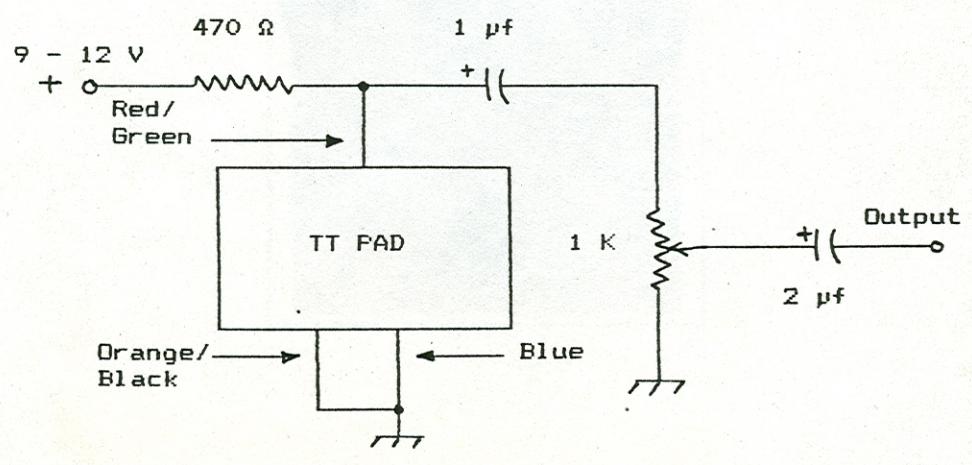 470 Ω
1 µf
9 - 12 V
+
+
Red/
Green
TT PAD
1 K
+
Output
2 µf
Orange/
Black
Blue